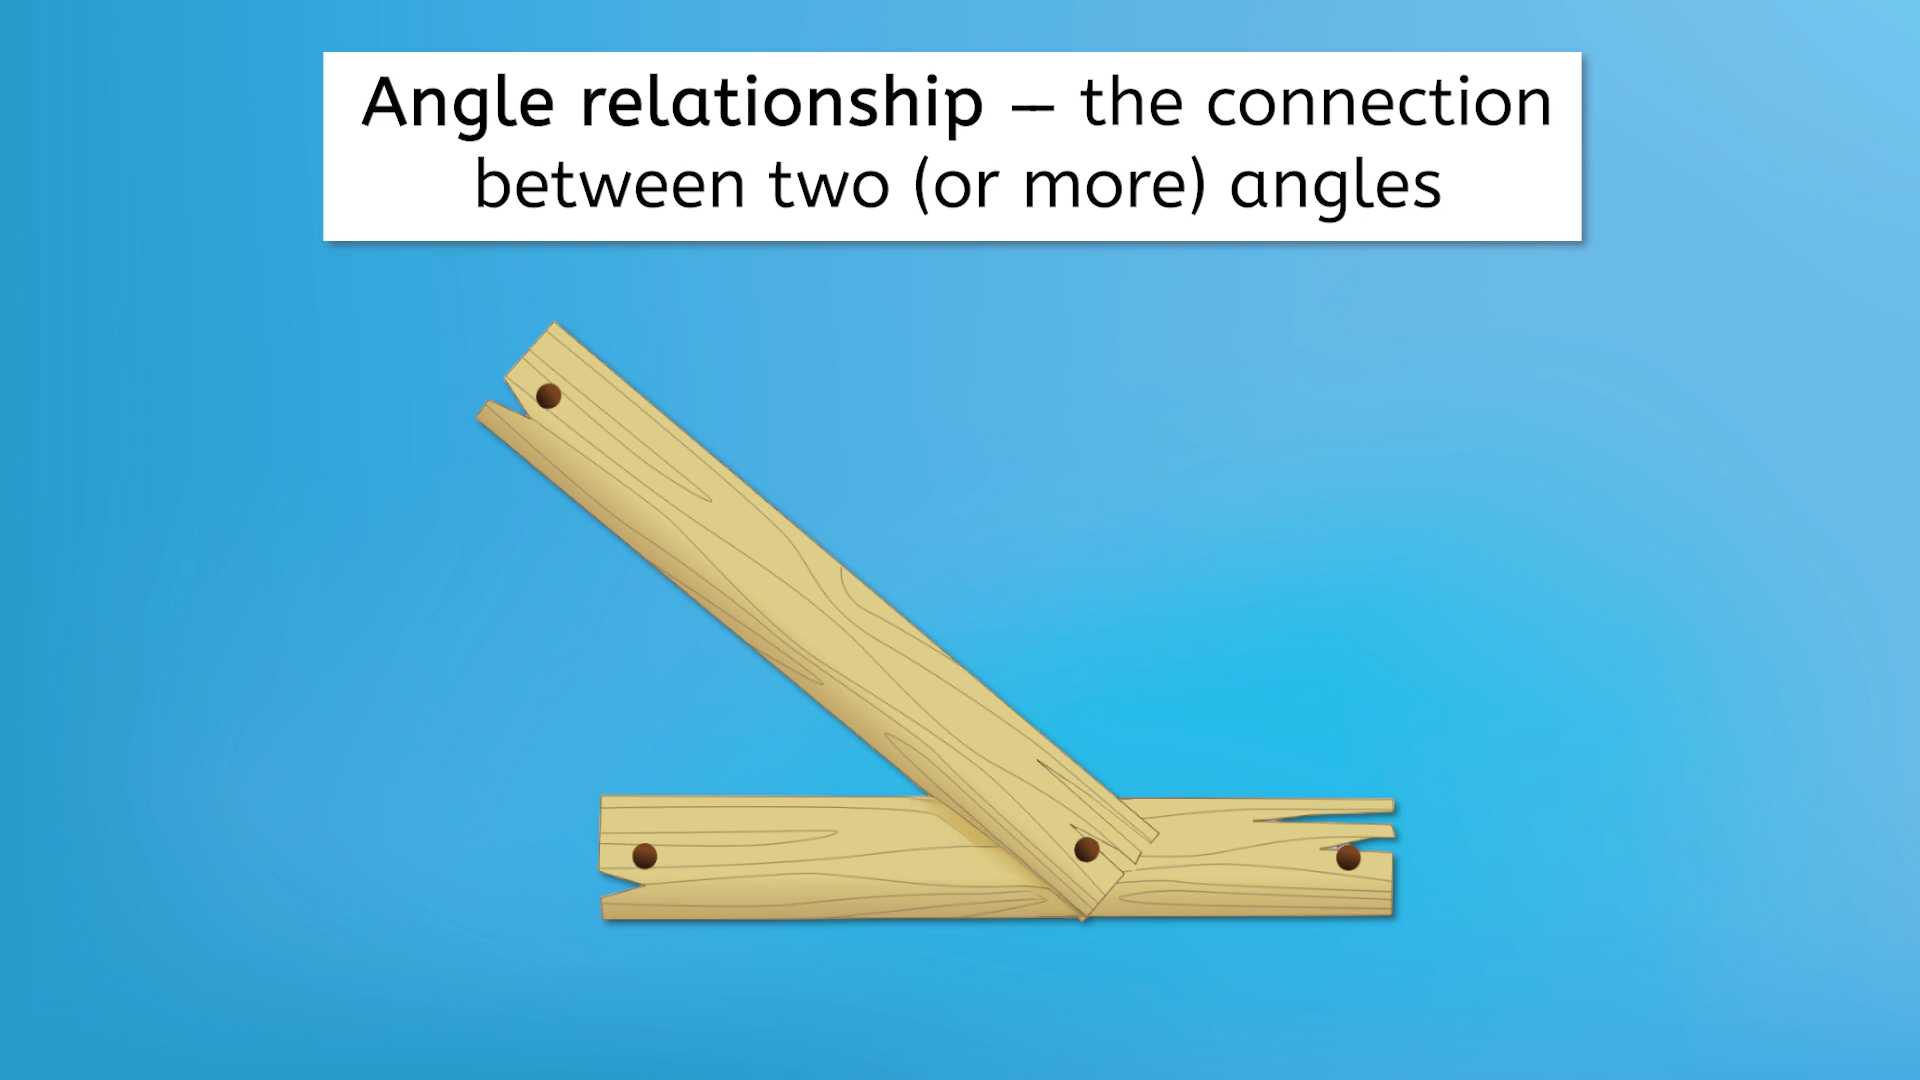 Angle relationship — the connection
between two (or more) angles